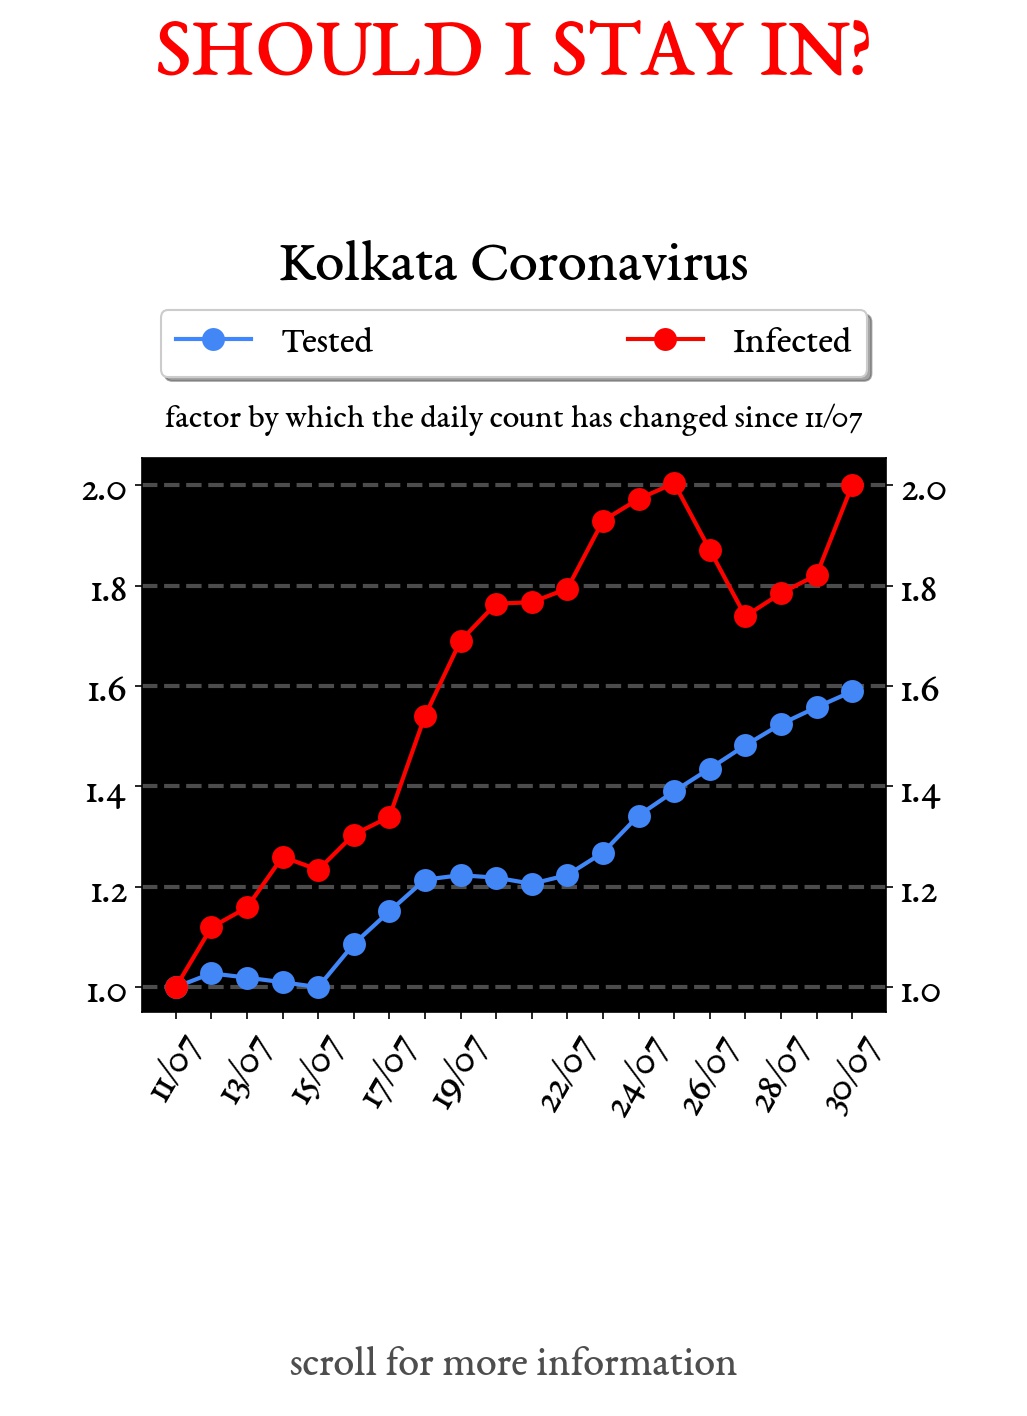 SHOULD I STAY IN?
Kolkata Coronavirus
Tested Infected
factor by which the daily count has changed since 11/07
2.0 2.0
1.8 1.8
1.6 1.6
1.4 1.4
1.2 1.2
1.0 1.0
11/07 13/07 15/07 17/07 19/07 22/07 24/07 26/07 28/07 30/07
scroll for more information